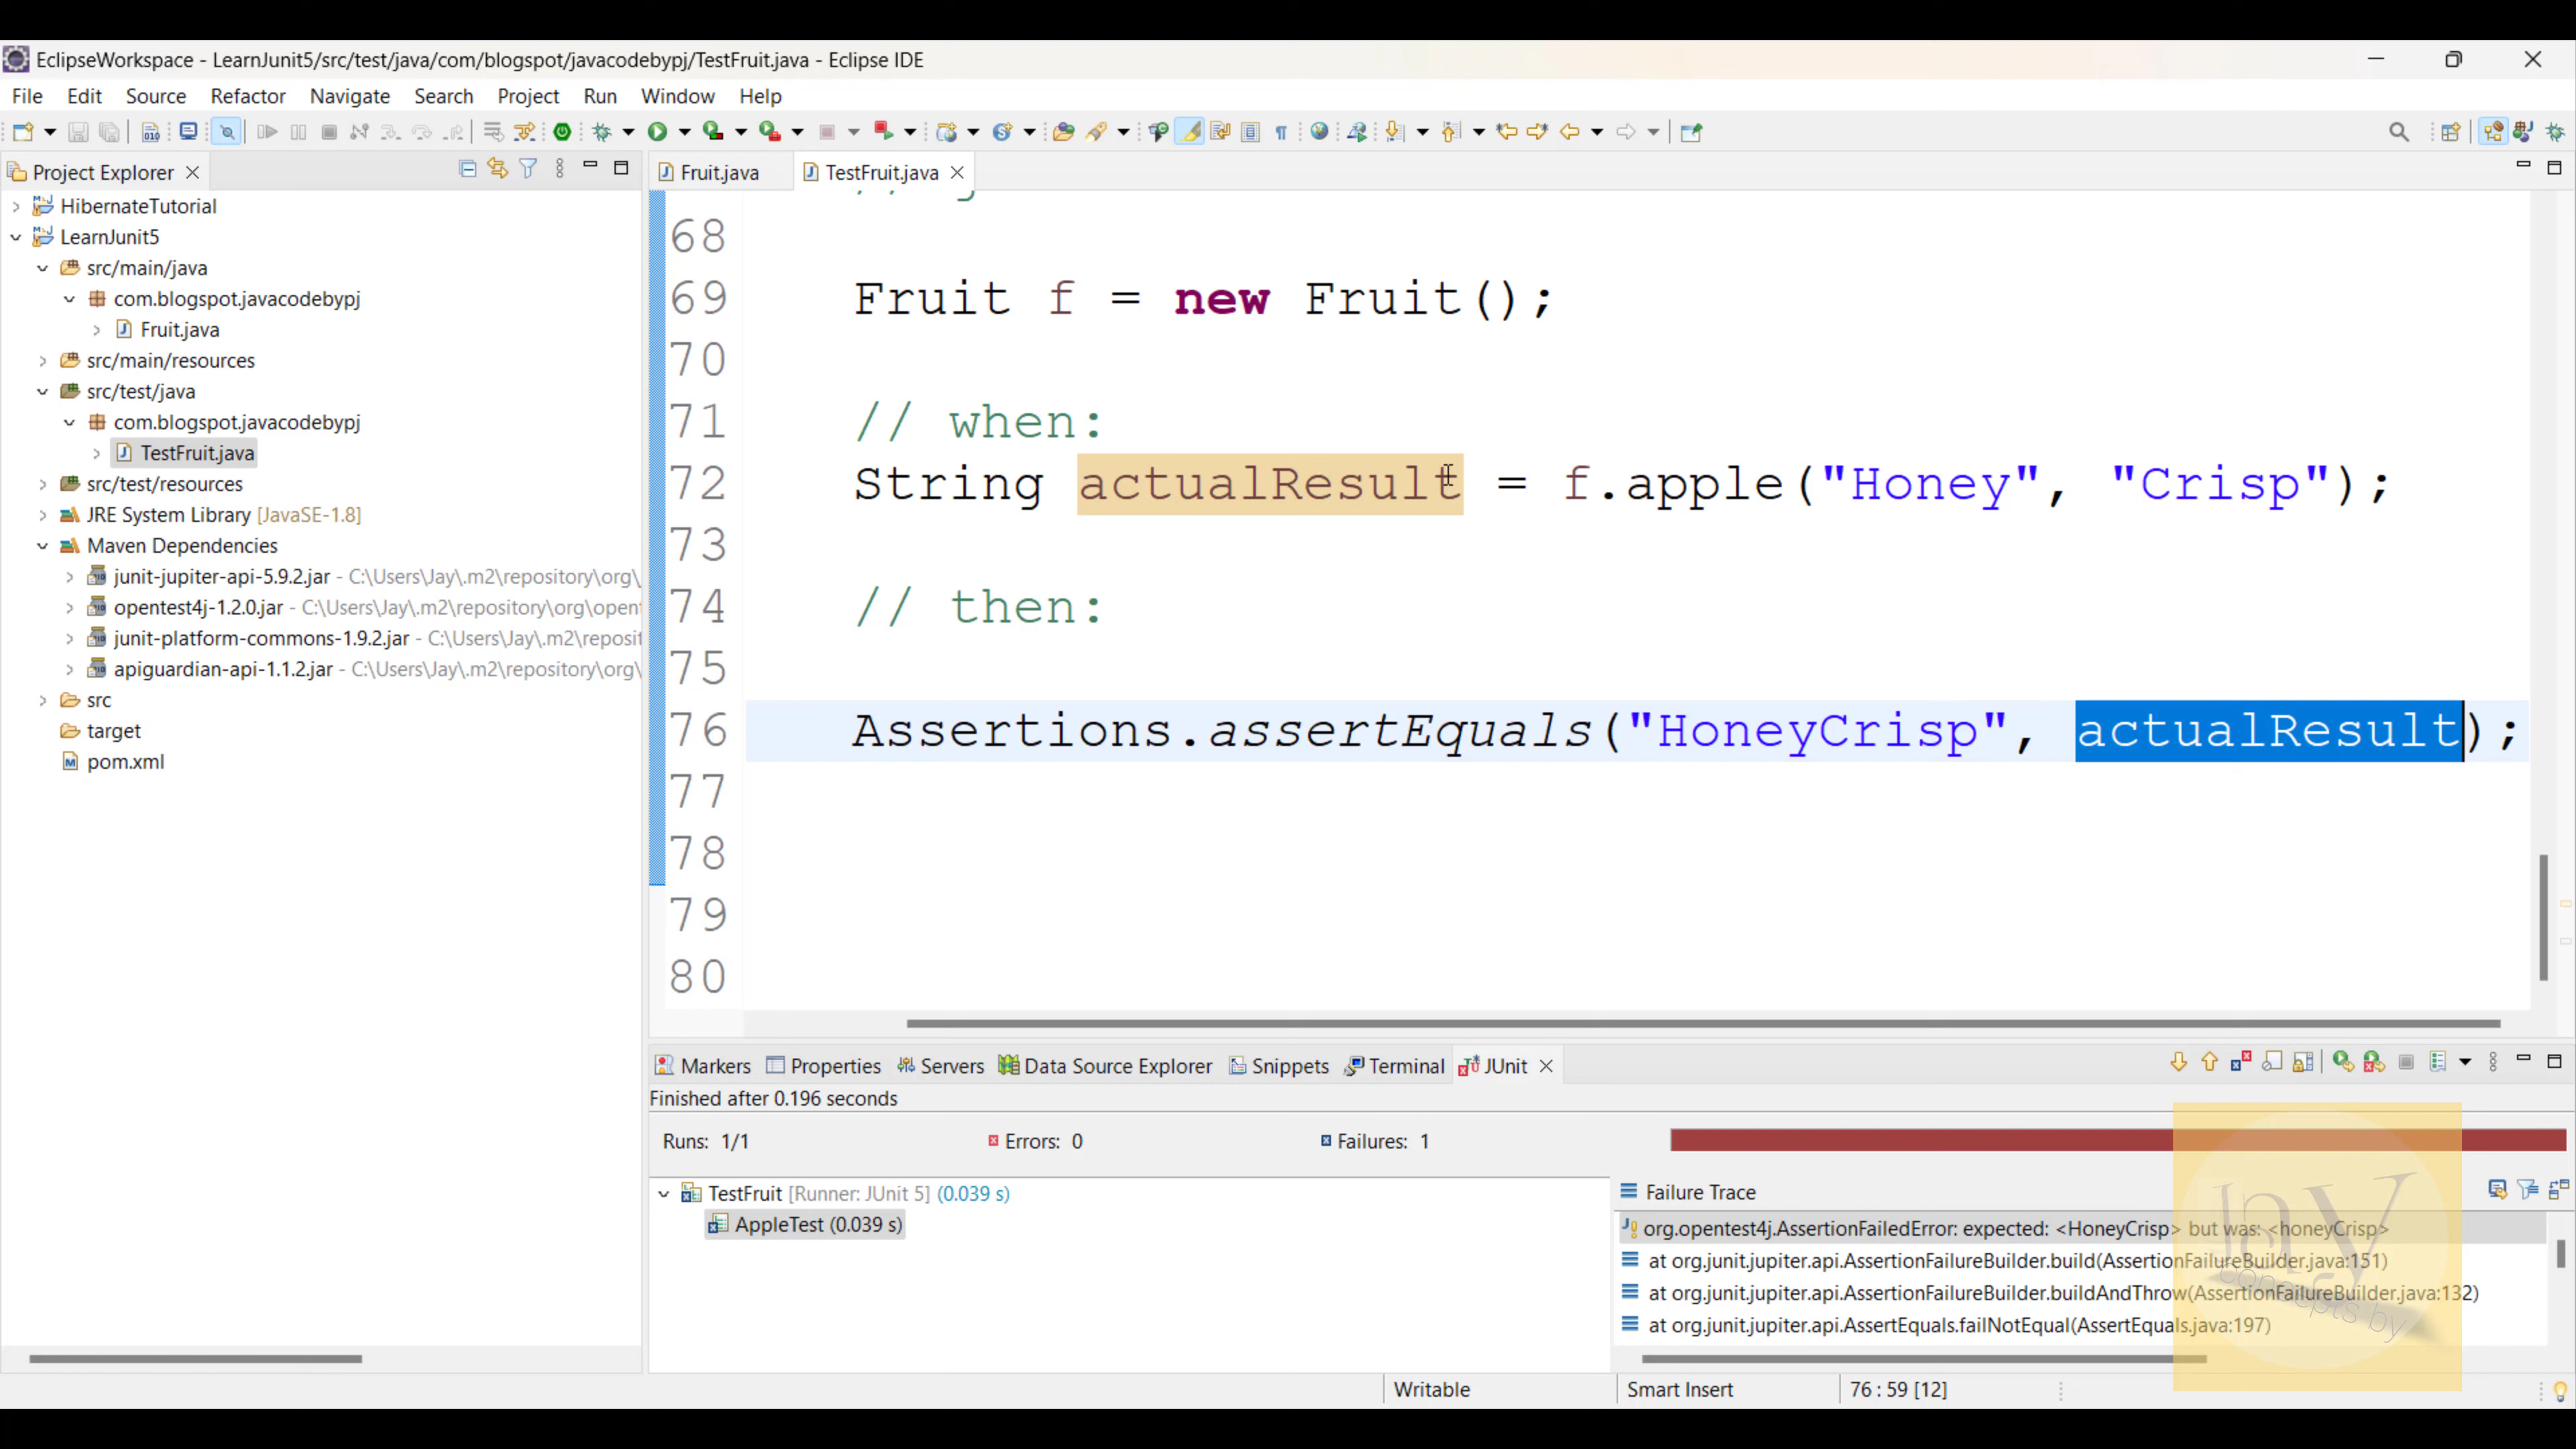 EclipseWorkspace - LearnJunit5/src/test/java/com/blogspot/javacodebypj/TestFruit.java - Eclipse IDE
File Edit Source Refactor Navigate Search Project Run Window Help
Project Explorer
Fruit.java TestFruit.java
HibernateTutorial
LearnJunit5
src/main/java
com.blogspot.javacodebypj
Fruit.java
src/main/resources
src/test/java
com.blogspot.javacodebypj
TestFruit.java
src/test/resources
JRE System Library [JavaSE-1.8]
Maven Dependencies
junit-jupiter-api-5.9.2.jar - C:\Users\Jay\.m2\repository\org\
opentest4j-1.2.0.jar - C:\Users\Jay\.m2\repository\org\opent
junit-platform-commons-1.9.2.jar - C:\Users\Jay\.m2\reposit
apiguardian-api-1.1.2.jar - C:\Users\Jay\.m2\repository\org\
src
target
pom.xml
68
69 Fruit f = new Fruit();
70
71 // when:
72 String actualResult = f.apple("Honey", "Crisp");
73
74 // then:
75
76 Assertions.assertEquals("HoneyCrisp", actualResult);
77
78
79
80
Markers Properties Servers Data Source Explorer Snippets Terminal JUnit
Finished after 0.196 seconds
Runs: 1/1 Errors: 0 Failures: 1
TestFruit [Runner: JUnit 5] (0.039 s)
AppleTest (0.039 s)
Failure Trace
org.opentest4j.AssertionFailedError: expected: <HoneyCrisp> but was: <honeyCrisp>
at org.junit.jupiter.api.AssertionFailureBuilder.build(AssertionFailureBuilder.java:151)
at org.junit.jupiter.api.AssertionFailureBuilder.buildAndThrow(AssertionFailureBuilder.java:132)
at org.junit.jupiter.api.AssertEquals.failNotEqual(AssertEquals.java:197)
Writable Smart Insert 76 : 59 [12]